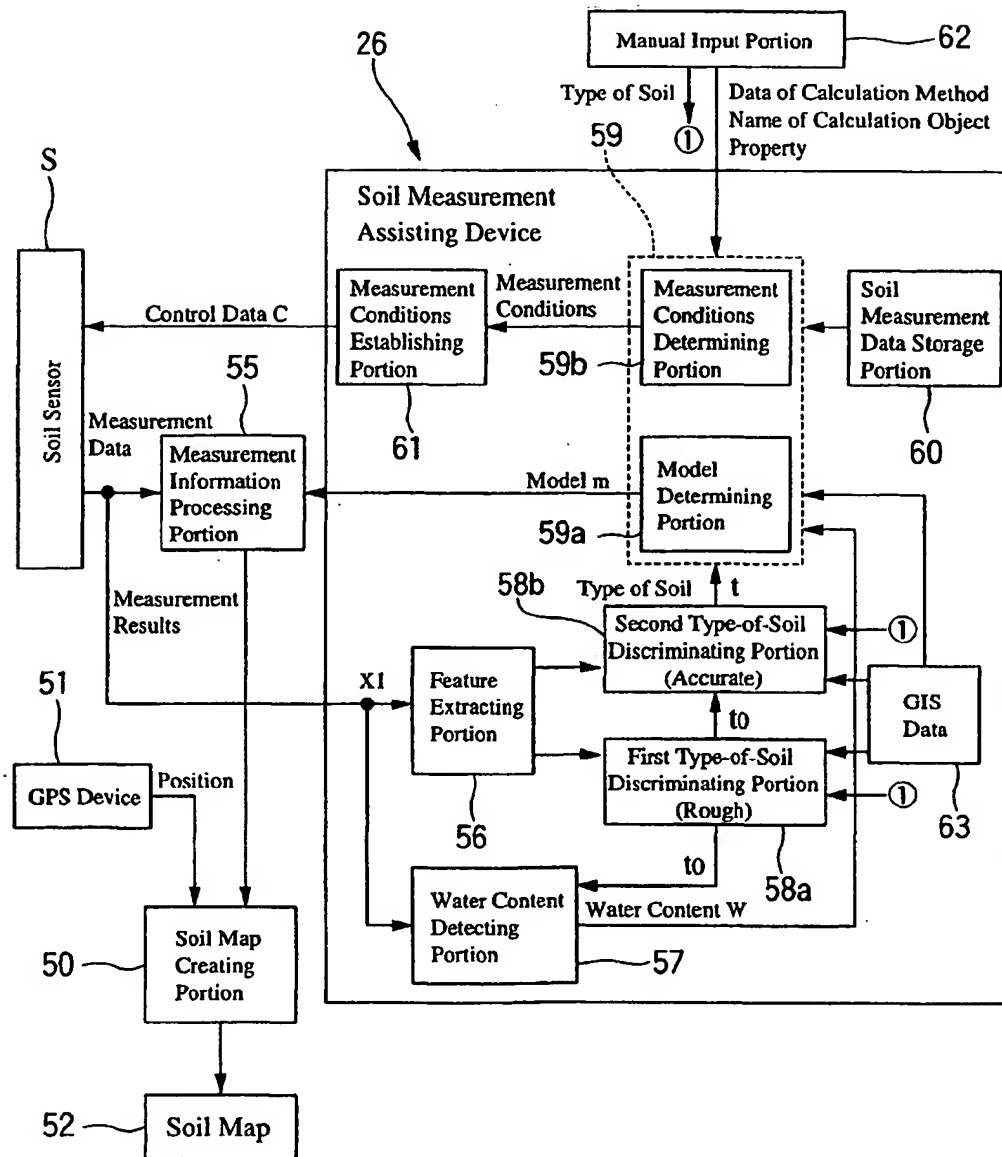 26
Manual Input Portion
62
Type of Soil
①
Data of Calculation Method
Name of Calculation Object
Property
59
S
Soil Sensor
Soil Measurement
Assisting Device
Control Data C
Measurement
Conditions
Establishing
Portion
61
Measurement
Conditions
Measurement
Conditions
Determining
Portion
59b
Soil
Measurement
Data Storage
Portion
60
55
Measurement
Data
Measurement
Information
Processing
Portion
Model m
Model
Determining
Portion
59a
Measurement
Results
58b
Type of Soil
t
Second Type-of-Soil
Discriminating Portion
(Accurate)
①
51
GPS Device
Position
X1
Feature
Extracting
Portion
56
t0
First Type-of-Soil
Discriminating Portion
(Rough)
①
58a
GIS
Data
63
t0
Water Content
Detecting
Portion
Water Content W
57
50
Soil Map
Creating
Portion
52
Soil Map